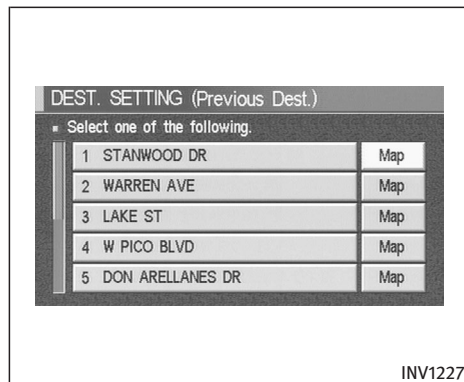 DEST. SETTING (Previous Dest.)
Select one of the following.
1 STANWOOD DR Map
2 WARREN AVE Map
3 LAKE ST Map
4 W PICO BLVD Map
5 DON ARELLANES DR Map
INV1227